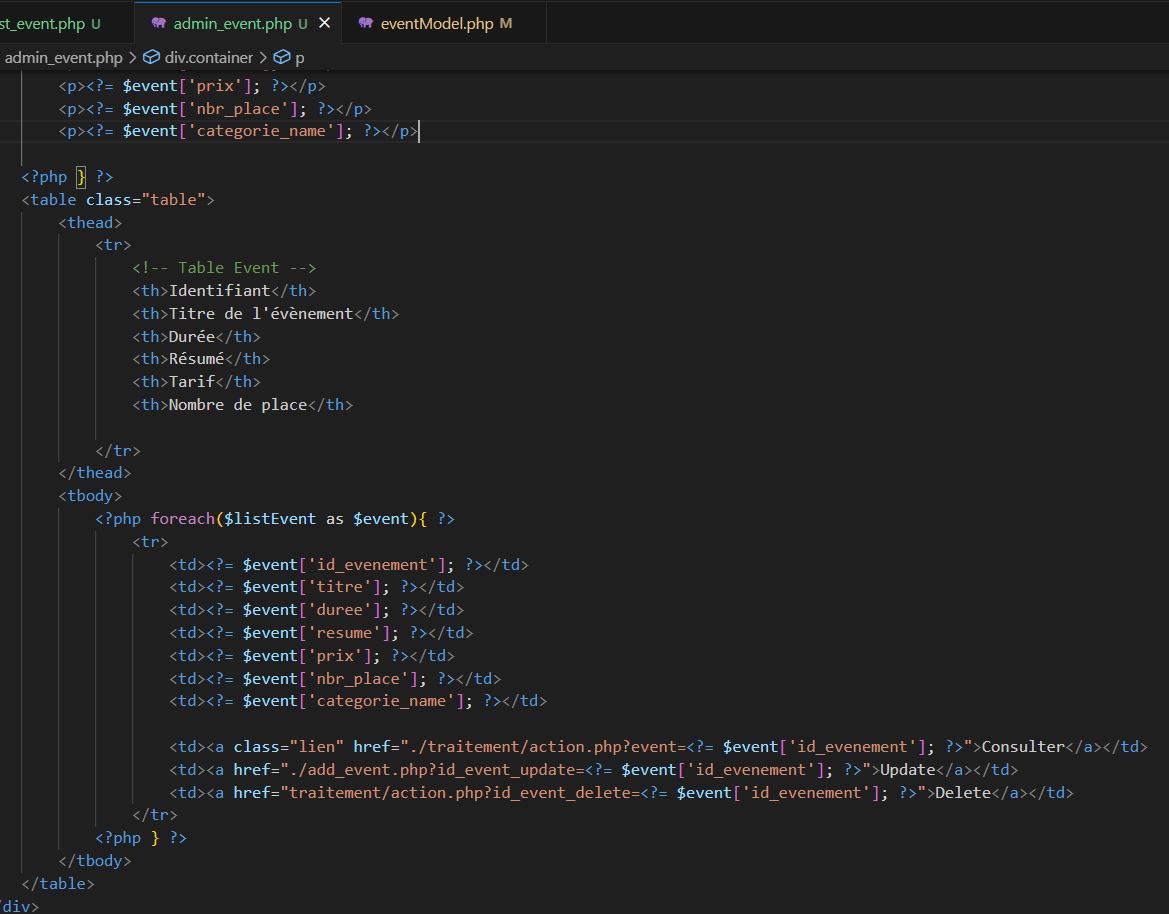 st_event.php U admin_event.php U eventModel.php M
admin_event.php > div.container > p
<p><?= $event['prix']; ?></p>
<p><?= $event['nbr_place']; ?></p>
<p><?= $event['categorie_name']; ?></p>
<?php } ?>
<table class="table">
<thead>
<tr>
<!-- Table Event -->
<th>Identifiant</th>
<th>Titre de l'évènement</th>
<th>Durée</th>
<th>Résumé</th>
<th>Tarif</th>
<th>Nombre de place</th>
</tr>
</thead>
<tbody>
<?php foreach($listEvent as $event){ ?>
<tr>
<td><?= $event['id_evenement']; ?></td>
<td><?= $event['titre']; ?></td>
<td><?= $event['duree']; ?></td>
<td><?= $event['resume']; ?></td>
<td><?= $event['prix']; ?></td>
<td><?= $event['nbr_place']; ?></td>
<td><?= $event['categorie_name']; ?></td>
<td><a class="lien" href="./traitement/action.php?event=<?= $event['id_evenement']; ?>">Consulter</a></td>
<td><a href="./add_event.php?id_event_update=<?= $event['id_evenement']; ?>">Update</a></td>
<td><a href="traitement/action.php?id_event_delete=<?= $event['id_evenement']; ?>">Delete</a></td>
</tr>
<?php } ?>
</tbody>
</table>
/div>